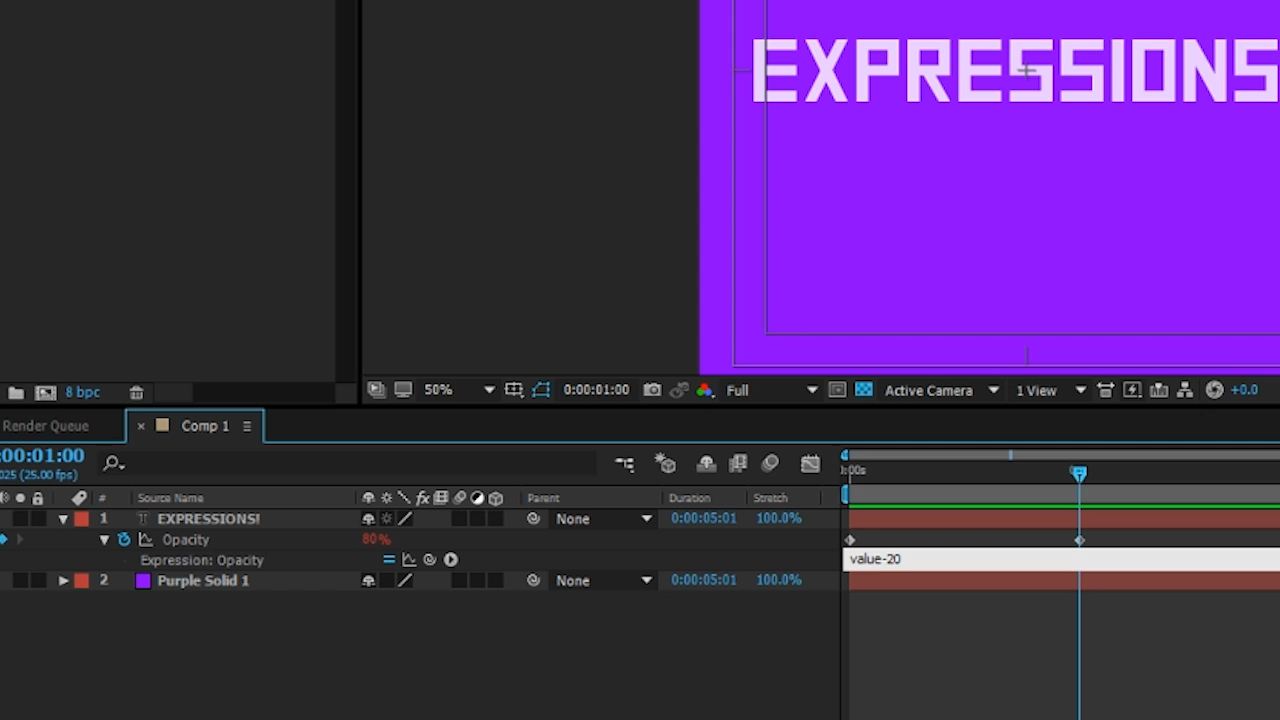 EXPRESSIONS
8 bpc
50%
0:00:01:00
Full
Active Camera
1 View
+0.0
Render Queue
× Comp 1
:00:01:00
025 (25.00 fps)
0:00s
# Source Name
fx
Parent
Duration
Stretch
1 T EXPRESSIONS!
None
0:00:05:01
100.0%
Opacity
80%
Expression: Opacity
=
value-20
2 Purple Solid 1
None
0:00:05:01
100.0%